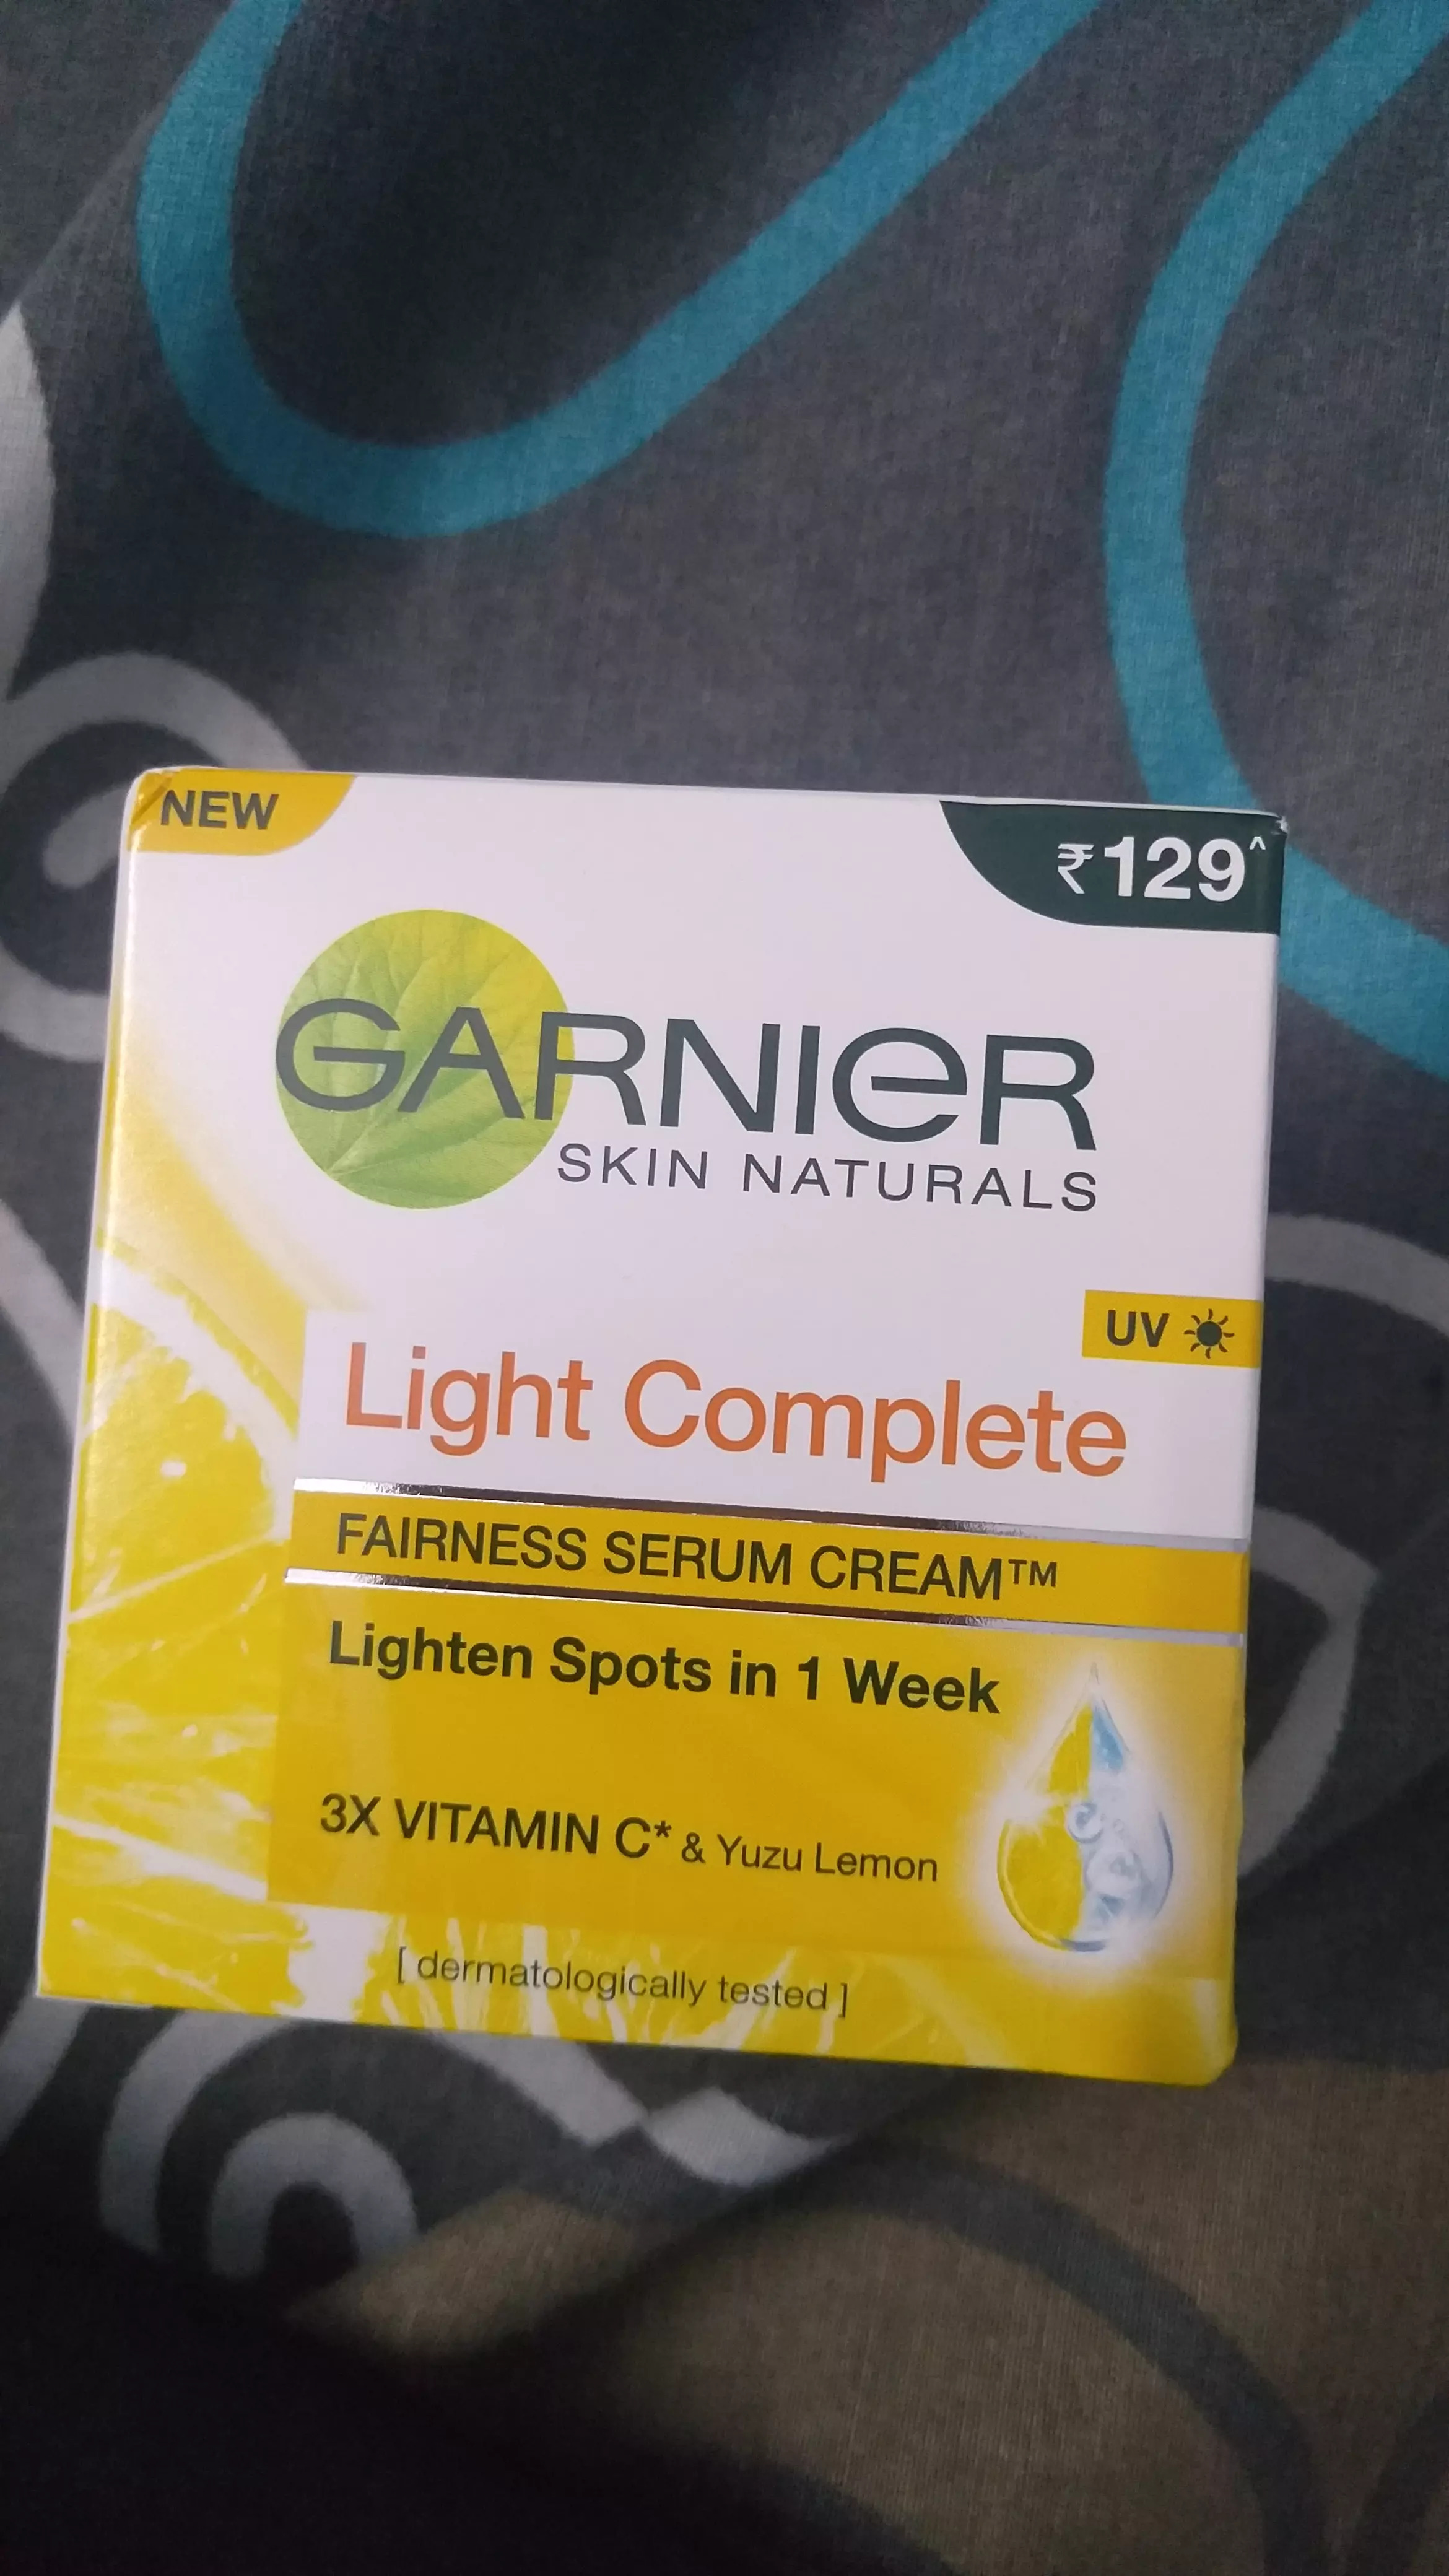 NEW
₹129^
GARNIER
SKIN NATURALS
UV
Light Complete
FAIRNESS SERUM CREAM™
Lighten Spots in 1 Week
3X VITAMIN C* & Yuzu Lemon
[ dermatologically tested ]